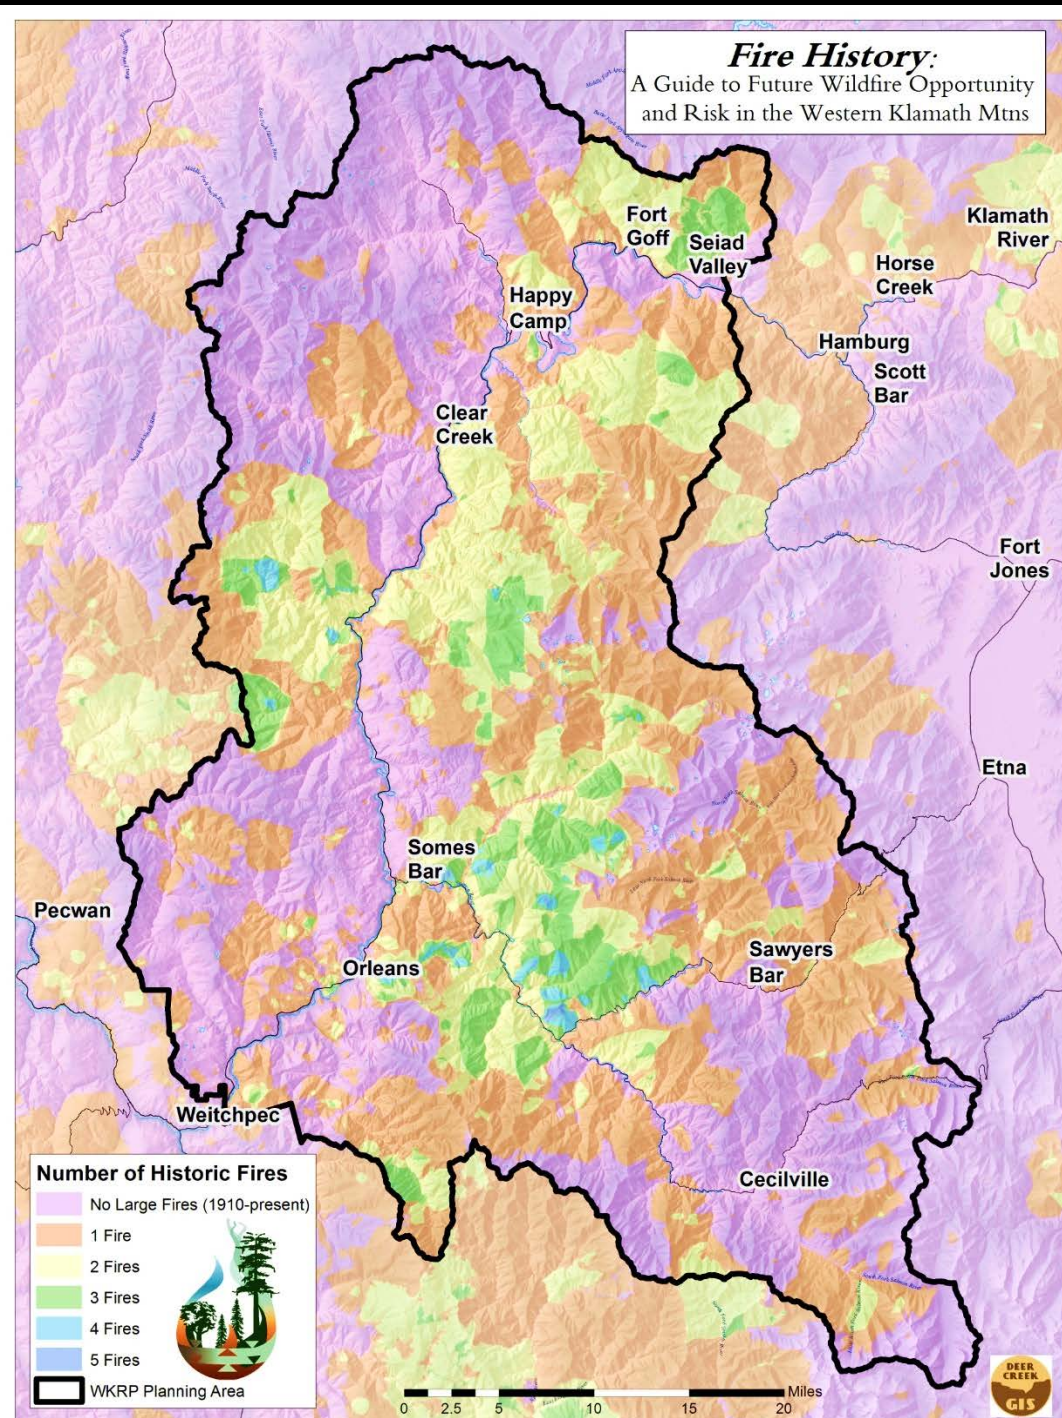 Fire History:
A Guide to Future Wildfire Opportunity
and Risk in the Western Klamath Mtns
Fort
Goff
Seiad
Valley
Klamath
River
Horse
Creek
Happy
Camp
Hamburg
Scott
Bar
Clear
Creek
Fort
Jones
Etna
Somes
Bar
Pecwan
Orleans
Sawyers
Bar
Weitchpec
Cecilville
Number of Historic Fires
No Large Fires (1910-present)
1 Fire
2 Fires
3 Fires
4 Fires
5 Fires
WKRP Planning Area
Miles
0 2.5 5 10 15 20
DEER
CREEK
GIS